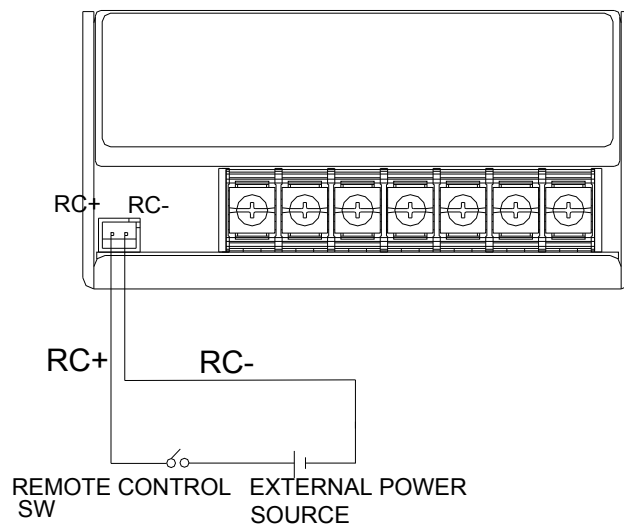 RC+ RC-
RC+ RC-
REMOTE CONTROL
SW
EXTERNAL POWER
SOURCE